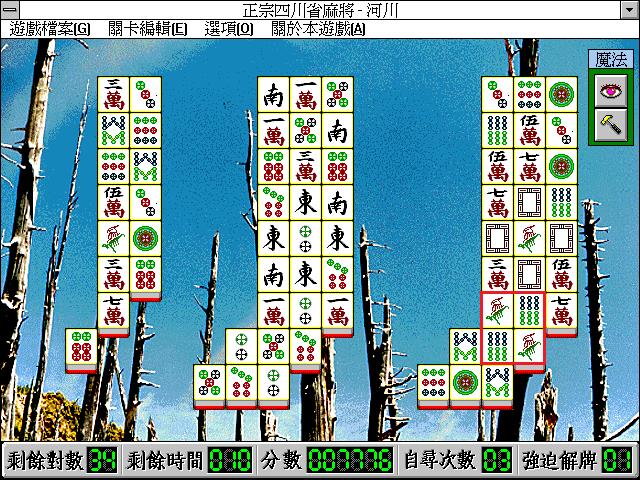 正宗四川省麻將 - 河川
遊戲檔案(G) 關卡編輯(E) 選項(O) 關於本遊戲(A)
魔法
三萬 南 一萬 
萬 一萬 南 伍萬
三萬 伍萬 七萬
伍萬 東 南 七萬
東 東
三萬 南 東 三萬 伍萬
七萬 一萬 一萬 七萬
剩餘對數 34 剩餘時間 010 分數 007776 自尋次數 03 強迫解牌 01